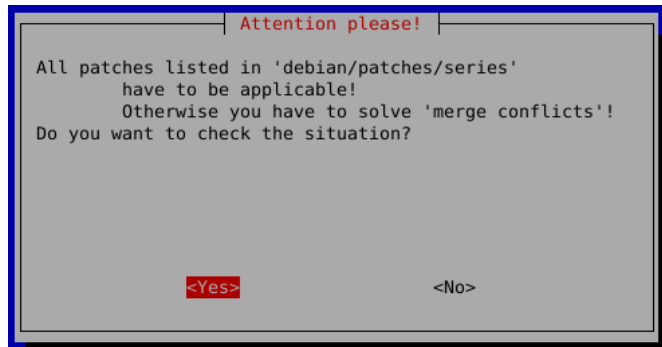 Attention please!
All patches listed in 'debian/patches/series'
have to be applicable!
Otherwise you have to solve 'merge conflicts'!
Do you want to check the situation?
<Yes> <No>